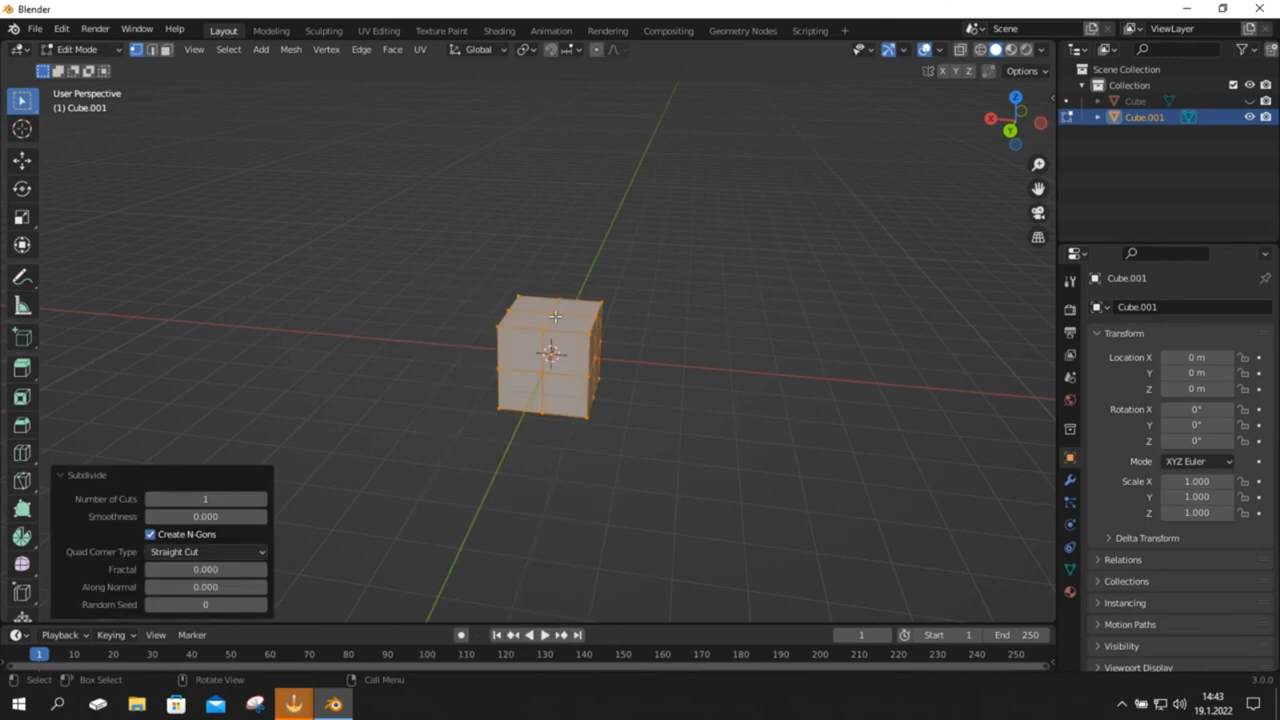 Blender
File Edit Render Window Help
Layout Modeling Sculpting UV Editing Texture Paint Shading Animation Rendering Compositing Geometry Nodes Scripting +
Scene
ViewLayer
Edit Mode View Select Add Mesh Vertex Edge Face UV
Global
X Y Z
Options
User Perspective
(1) Cube.001
Z
X
Y
Scene Collection
Collection
Cube
Cube.001
Cube.001
Cube.001
Transform
Location X 0 m
Y 0 m
Z 0 m
Rotation X 0°
Y 0°
Z 0°
Mode XYZ Euler
Scale X 1.000
Y 1.000
Z 1.000
Delta Transform
Relations
Collections
Instancing
Motion Paths
Visibility
Viewport Display
Subdivide
Number of Cuts 1
Smoothness 0.000
Create N-Gons
Quad Corner Type Straight Cut
Fractal 0.000
Along Normal 0.000
Random Seed 0
Playback Keying View Marker
1 Start 1 End 250
1 10 20 30 40 50 60 70 80 90 100 110 120 130 140 150 160 170 180 190 200 210 220 230 240 250
Select Box Select Rotate View Call Menu
3.0.0
14:43
19.1.2022